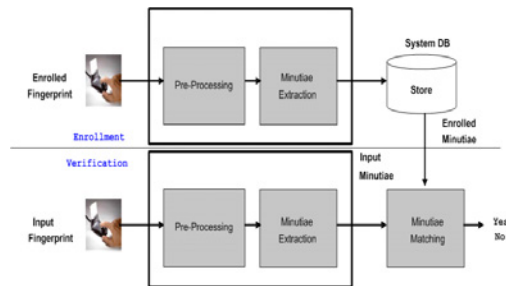 System DB
Enrolled
Fingerprint
Pre-Processing
Minutiae
Extraction
Store
Enrollment
Enrolled
Minutiae
Verification
Input
Minutiae
Input
Fingerprint
Pre-Processing
Minutiae
Extraction
Minutiae
Matching
No